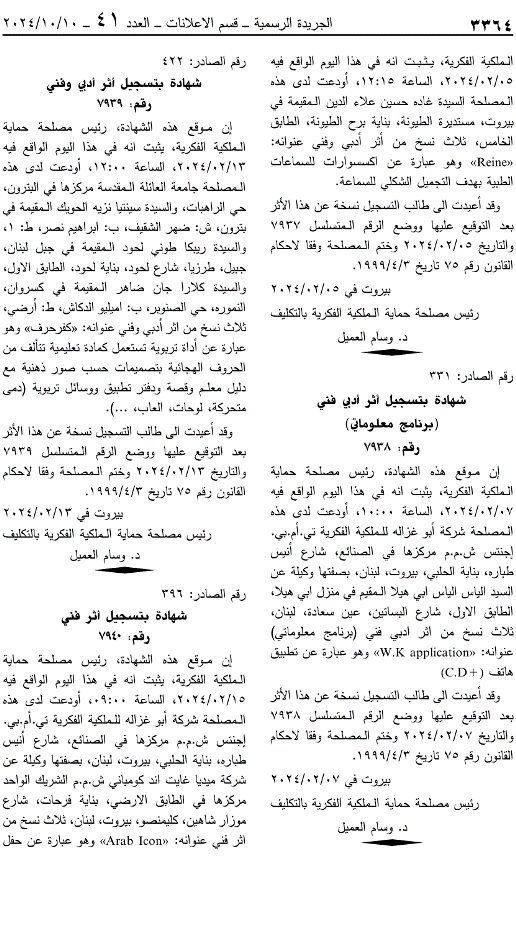 ٣٣٦٤
الجريدة الرسمية ــ قسم الاعلانات ــ العدد ٤١ ــ ٢٠٢٤/١٠/١٠
الملكية الفكرية، يثبت انه في هذا اليوم الواقع فيه
٢٠٢٤/٠٢/٠٥، الساعة ١٢:١٥، أودعت لدى هذه
المصلحة السيدة غاده حسين علاء الدين المقيمة في
بيروت، مستديرة الطيونة، بناية برج الطيونة، الطابق
الخامس، ثلاث نسخ من أثر أدبي وفني عنوانه:
«Reine» وهو عبارة عن اكسسوارات للسماعات
الطبية بهدف التجميل الشكلي للسماعة.
وقد أعيدت الى طالب التسجيل نسخة عن هذا الأثر
بعد التوقيع عليها ووضع الرقم المتسلسل ٧٩٣٧
والتاريخ ٢٠٢٤/٠٢/٠٥ وختم المصلحة وفقا لاحكام
القانون رقم ٧٥ تاريخ ١٩٩٩/٤/٣.
بيروت في ٢٠٢٤/٠٢/٠٥
رئيس مصلحة حماية الملكية الفكرية بالتكليف
د. وسام العميل
رقم الصادر: ٣٣١
شهادة بتسجيل أثر أدبي فني
(برنامج معلوماتي)
رقم: ٧٩٣٨
إن موقع هذه الشهادة، رئيس مصلحة حماية
الملكية الفكرية، يثبت انه في هذا اليوم الواقع فيه
٢٠٢٤/٠٢/٠٧، الساعة ١٠:٠٠، أودعت لدى هذه
المصلحة شركة أبو غزاله للملكية الفكرية تي.أم.بي.
إجنتس ش.م.م مركزها في الصنائع، شارع أنيس
طباره، بناية الحلبي، بيروت، لبنان، بصفتها وكيلة عن
السيد الياس الياس ابي هيلا المقيم في منزل ابي هيلا،
الطابق الاول، شارع البساتين، عين سعادة، لبنان،
ثلاث نسخ من اثر ادبي فني (برنامج معلوماتي)
عنوانه: «W.K application» وهو عبارة عن تطبيق
هاتف (+C.D)
وقد أعيدت الى طالب التسجيل نسخة عن هذا الأثر
بعد التوقيع عليها ووضع الرقم المتسلسل ٧٩٣٨
والتاريخ ٢٠٢٤/٠٢/٠٧ وختم المصلحة وفقا لاحكام
القانون رقم ٧٥ تاريخ ١٩٩٩/٤/٣.
بيروت في ٢٠٢٤/٠٢/٠٧
رئيس مصلحة حماية الملكية الفكرية بالتكليف
د. وسام العميل
رقم الصادر: ٤٢٢
شهادة بتسجيل أثر أدبي وفني
رقم: ٧٩٣٩
إن موقع هذه الشهادة، رئيس مصلحة حماية
الملكية الفكرية، يثبت انه في هذا اليوم الواقع فيه
٢٠٢٤/٠٢/١٣، الساعة ١٢:٠٠، أودعت لدى هذه
المصلحة جامعة العائلة المقدسة مركزها في البترون،
حي الراهبات، والسيدة سينتيا نزيه الحويك المقيمة في
بترون، ش: ضهر الشقيف، ب: ابراهيم نصر، ط: ١،
والسيدة ريبكا طوني لحود المقيمة في جبل لبنان،
جبيل، طرزيا، شارع لحود، بناية لحود، الطابق الاول،
والسيدة كلارا جان ضاهر المقيمة في كسروان،
النموره، حي الصنوبر، ب: اميليو الدكاش، ط: أرضي،
ثلاث نسخ من اثر أدبي وفني عنوانه: «كفرحرف» وهو
عبارة عن أداة تربوية تستعمل كمادة تعليمية تتألف من
الحروف الهجائية بتصميمات حسب صور ذهنية مع
دليل معلم وقصة ودفتر تطبيق ووسائل تربوية (دمى
متحركة، لوحات، العاب، ...).
وقد أعيدت الى طالب التسجيل نسخة عن هذا الأثر
بعد التوقيع عليها ووضع الرقم المتسلسل ٧٩٣٩
والتاريخ ٢٠٢٤/٠٢/١٣ وختم المصلحة وفقا لاحكام
القانون رقم ٧٥ تاريخ ١٩٩٩/٤/٣.
بيروت في ٢٠٢٤/٠٢/١٣
رئيس مصلحة حماية الملكية الفكرية بالتكليف
د. وسام العميل
رقم الصادر: ٣٩٦
شهادة بتسجيل أثر فني
رقم: ٧٩٤٠
إن موقع هذه الشهادة، رئيس مصلحة حماية
الملكية الفكرية، يثبت انه في هذا اليوم الواقع فيه
٢٠٢٤/٠٢/١٥، الساعة ٠٩:٠٠، أودعت لدى هذه
المصلحة شركة أبو غزاله للملكية الفكرية تي.أم.بي.
إجنتس ش.م.م مركزها في الصنائع، شارع أنيس
طباره، بناية الحلبي، بيروت، لبنان، بصفتها وكيلة عن
شركة ميديا غايت اند كومباني ش.م.م الشريك الواحد
مركزها في الطابق الارضي، بناية فرحات، شارع
موزار شاهين، كليمنصو، بيروت، لبنان، ثلاث نسخ من
اثر فني عنوانه: «Arab Icon» وهو عبارة عن حفل